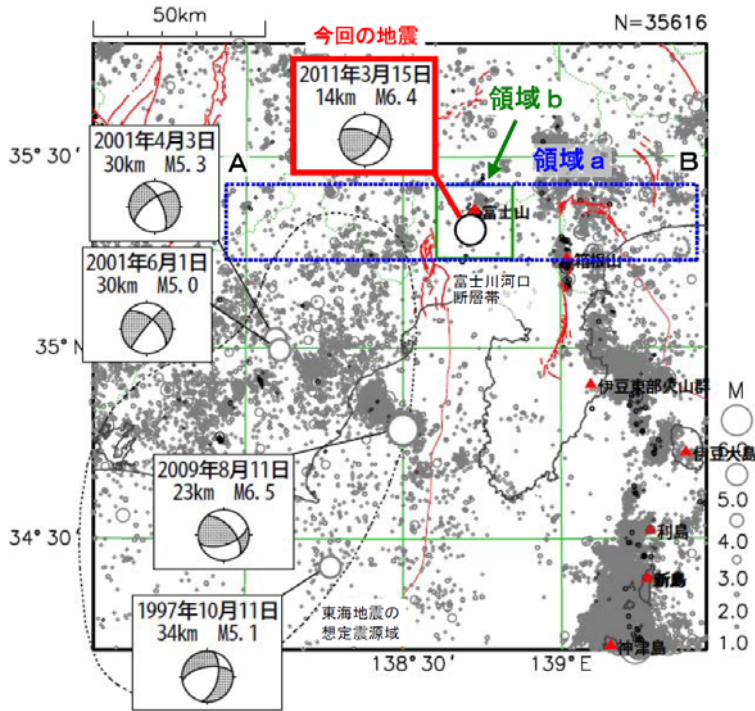 50km
N=35616
今回の地震
2011年3月15日
14km M6.4
領域b
2001年4月3日
30km M5.3
35°30′
A
領域a
B
富士山
箱根山
2001年6月1日
30km M5.0
富士川河口
断層帯
35°N
伊豆東部火山群
M
2009年8月11日
23km M6.5
6.0
伊豆大島
5.0
34°30′
利島
4.0
3.0
新島
1997年10月11日
34km M5.1
東海地震の
想定震源域
2.0
1.0
神津島
138°30′
139°E